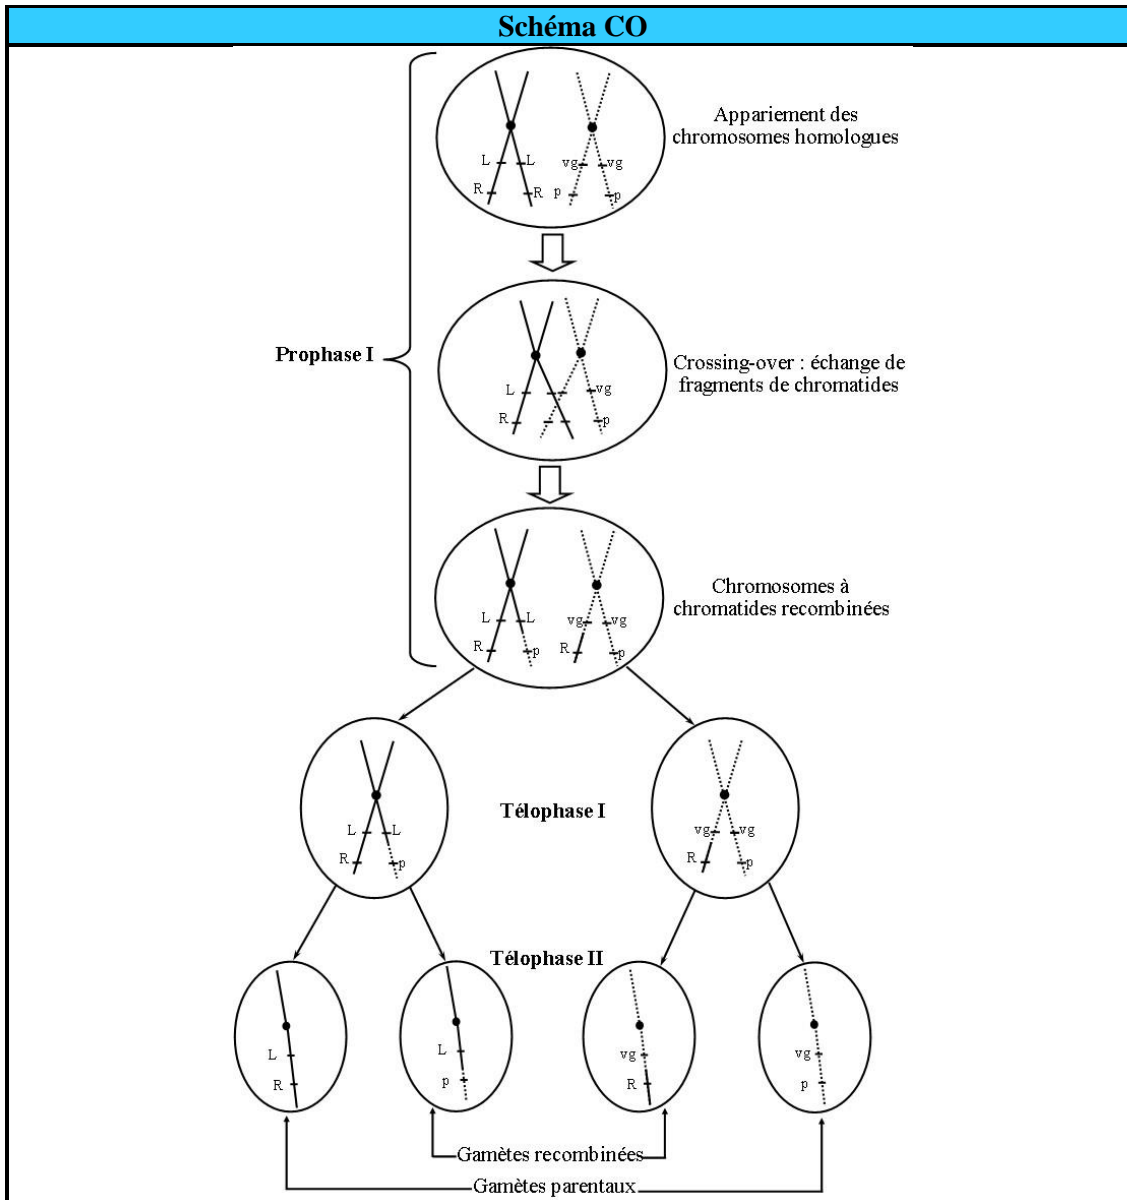 Schéma CO
Appariement des
chromosomes homologues
L L vg vg
R R p p
Prophase I
Crossing-over : échange de
fragments de chromatides
L vg
R p
Chromosomes à
chromatides recombinées
L L vg vg
R p R p
Télophase I
L L vg vg
R p R p
Télophase II
L L vg vg
R p R p
Gamètes recombinées
Gamètes parentaux